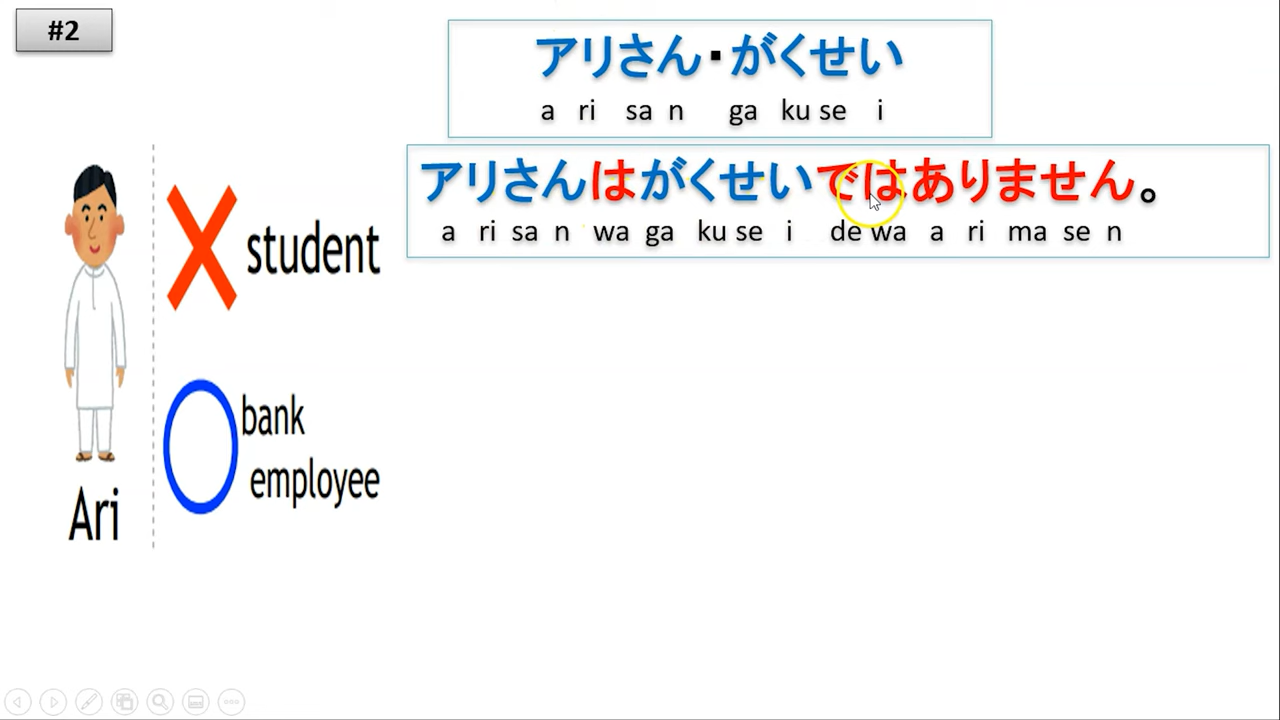 #2
アリさん・がくせい
a ri sa n ga ku se i
アリさんはがくせいではありません。
a ri sa n wa ga ku se i de wa a ri ma se n
student
bank
employee
Ari